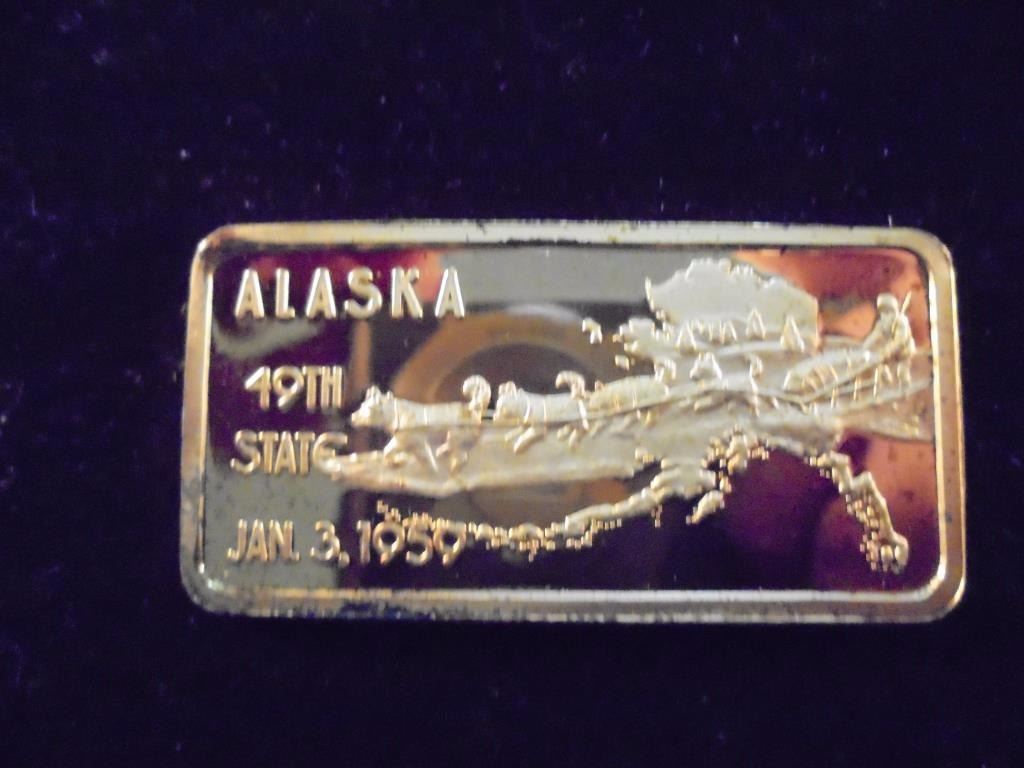 ALASKA
49TH
STATE
JAN. 3, 1959